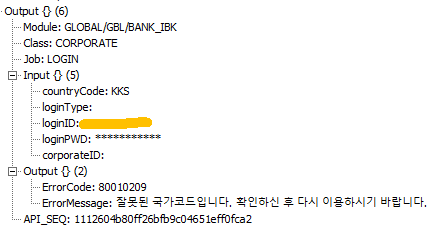 Output {} (6)
Module: GLOBAL/GBL/BANK_IBK
Class: CORPORATE
Job: LOGIN
Input {} (5)
countryCode: KKS
loginType:
loginID:
loginPWD: ***********
corporateID:
Output {} (2)
ErrorCode: 80010209
ErrorMessage: 잘못된 국가코드입니다. 확인하신 후 다시 이용하시기 바랍니다.
API_SEQ: 1112604b80ff26bfb9c04651eff0fca2